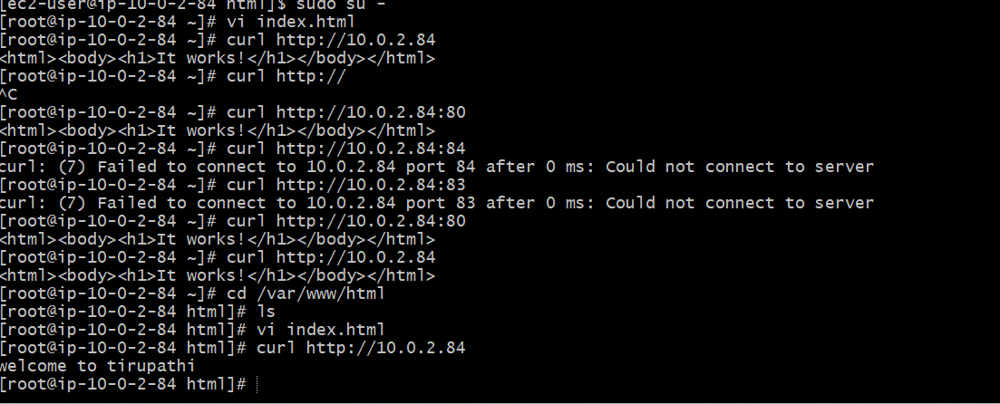 [ec2-user@ip-10-0-2-84 html]$ sudo su -
[root@ip-10-0-2-84 ~]# vi index.html
[root@ip-10-0-2-84 ~]# curl http://10.0.2.84
<html><body><h1>It works!</h1></body></html>
[root@ip-10-0-2-84 ~]# curl http://
^C
[root@ip-10-0-2-84 ~]# curl http://10.0.2.84:80
<html><body><h1>It works!</h1></body></html>
[root@ip-10-0-2-84 ~]# curl http://10.0.2.84:84
curl: (7) Failed to connect to 10.0.2.84 port 84 after 0 ms: Could not connect to server
[root@ip-10-0-2-84 ~]# curl http://10.0.2.84:83
curl: (7) Failed to connect to 10.0.2.84 port 83 after 0 ms: Could not connect to server
[root@ip-10-0-2-84 ~]# curl http://10.0.2.84:80
<html><body><h1>It works!</h1></body></html>
[root@ip-10-0-2-84 ~]# curl http://10.0.2.84
<html><body><h1>It works!</h1></body></html>
[root@ip-10-0-2-84 ~]# cd /var/www/html
[root@ip-10-0-2-84 html]# ls
[root@ip-10-0-2-84 html]# vi index.html
[root@ip-10-0-2-84 html]# curl http://10.0.2.84
welcome to tirupathi
[root@ip-10-0-2-84 html]#